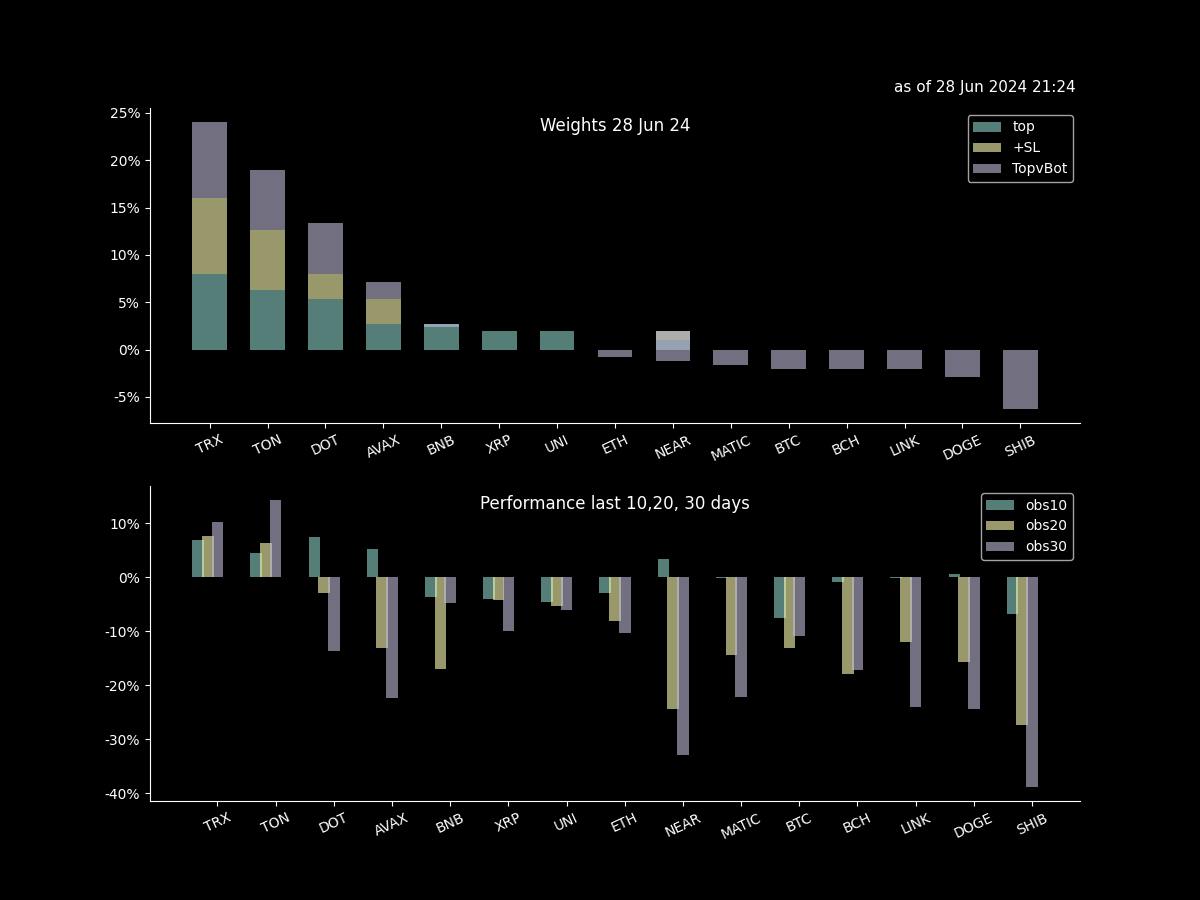 as of 28 Jun 2024 21:24
Weights 28 Jun 24
top
+SL
TopvBot
25%
20%
15%
10%
5%
0%
-5%
TRX TON DOT AVAX BNB XRP UNI ETH NEAR MATIC BTC BCH LINK DOGE SHIB
Performance last 10,20, 30 days
obs10
obs20
obs30
10%
0%
-10%
-20%
-30%
-40%
TRX TON DOT AVAX BNB XRP UNI ETH NEAR MATIC BTC BCH LINK DOGE SHIB